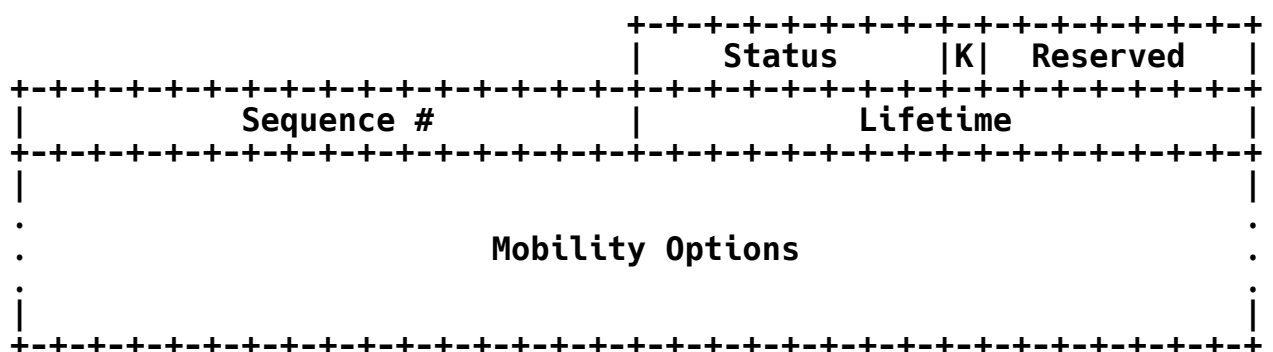 +-+-+-+-+-+-+-+-+-+-+-+-+-+-+-+-+
|    Status     |K|  Reserved   |
+-+-+-+-+-+-+-+-+-+-+-+-+-+-+-+-+-+-+-+-+-+-+-+-+-+-+-+-+-+-+-+-+
|           Sequence #          |           Lifetime            |
+-+-+-+-+-+-+-+-+-+-+-+-+-+-+-+-+-+-+-+-+-+-+-+-+-+-+-+-+-+-+-+-+
|                                                               |
.                                                               .
.                        Mobility Options                       .
.                                                               .
|                                                               |
+-+-+-+-+-+-+-+-+-+-+-+-+-+-+-+-+-+-+-+-+-+-+-+-+-+-+-+-+-+-+-+-+